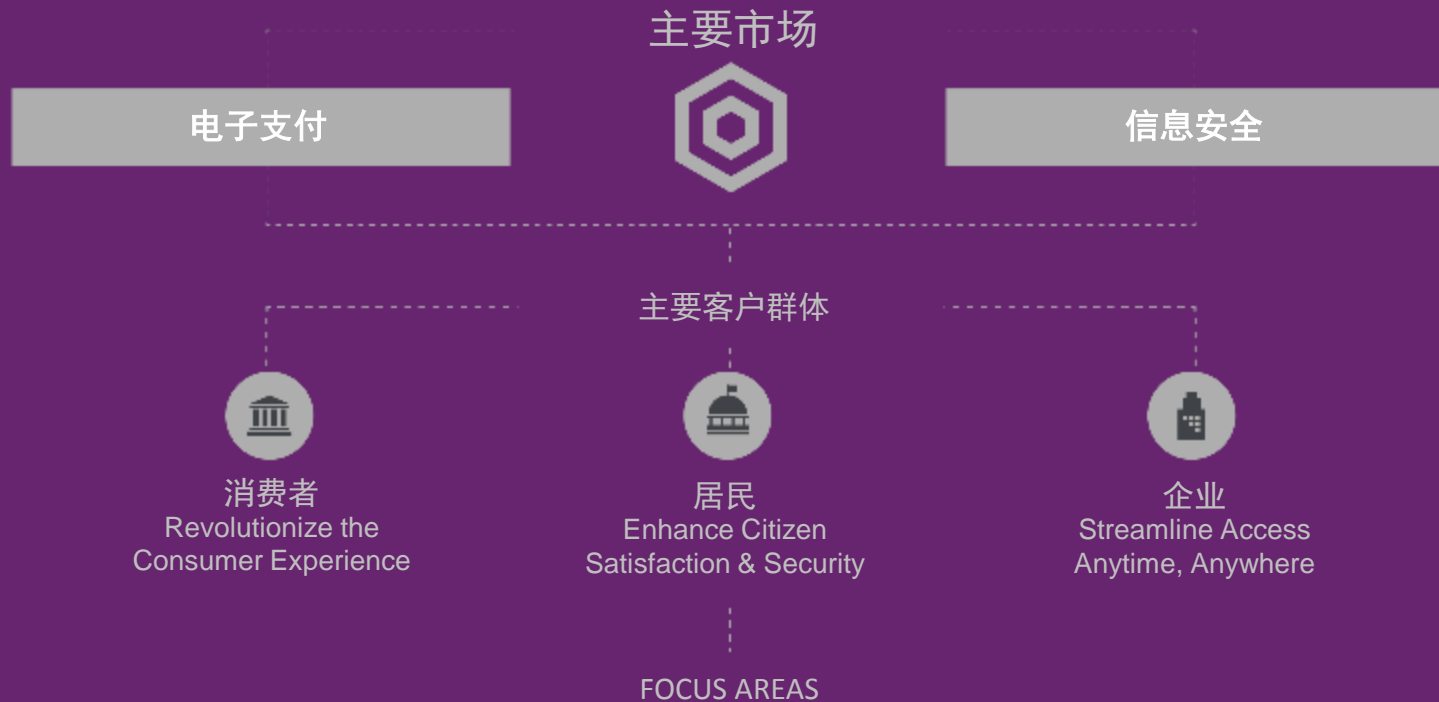 主要市场
电子支付
信息安全
主要客户群体
消费者
Revolutionize the
Consumer Experience
居民
Enhance Citizen
Satisfaction & Security
企业
Streamline Access
Anytime, Anywhere
FOCUS AREAS